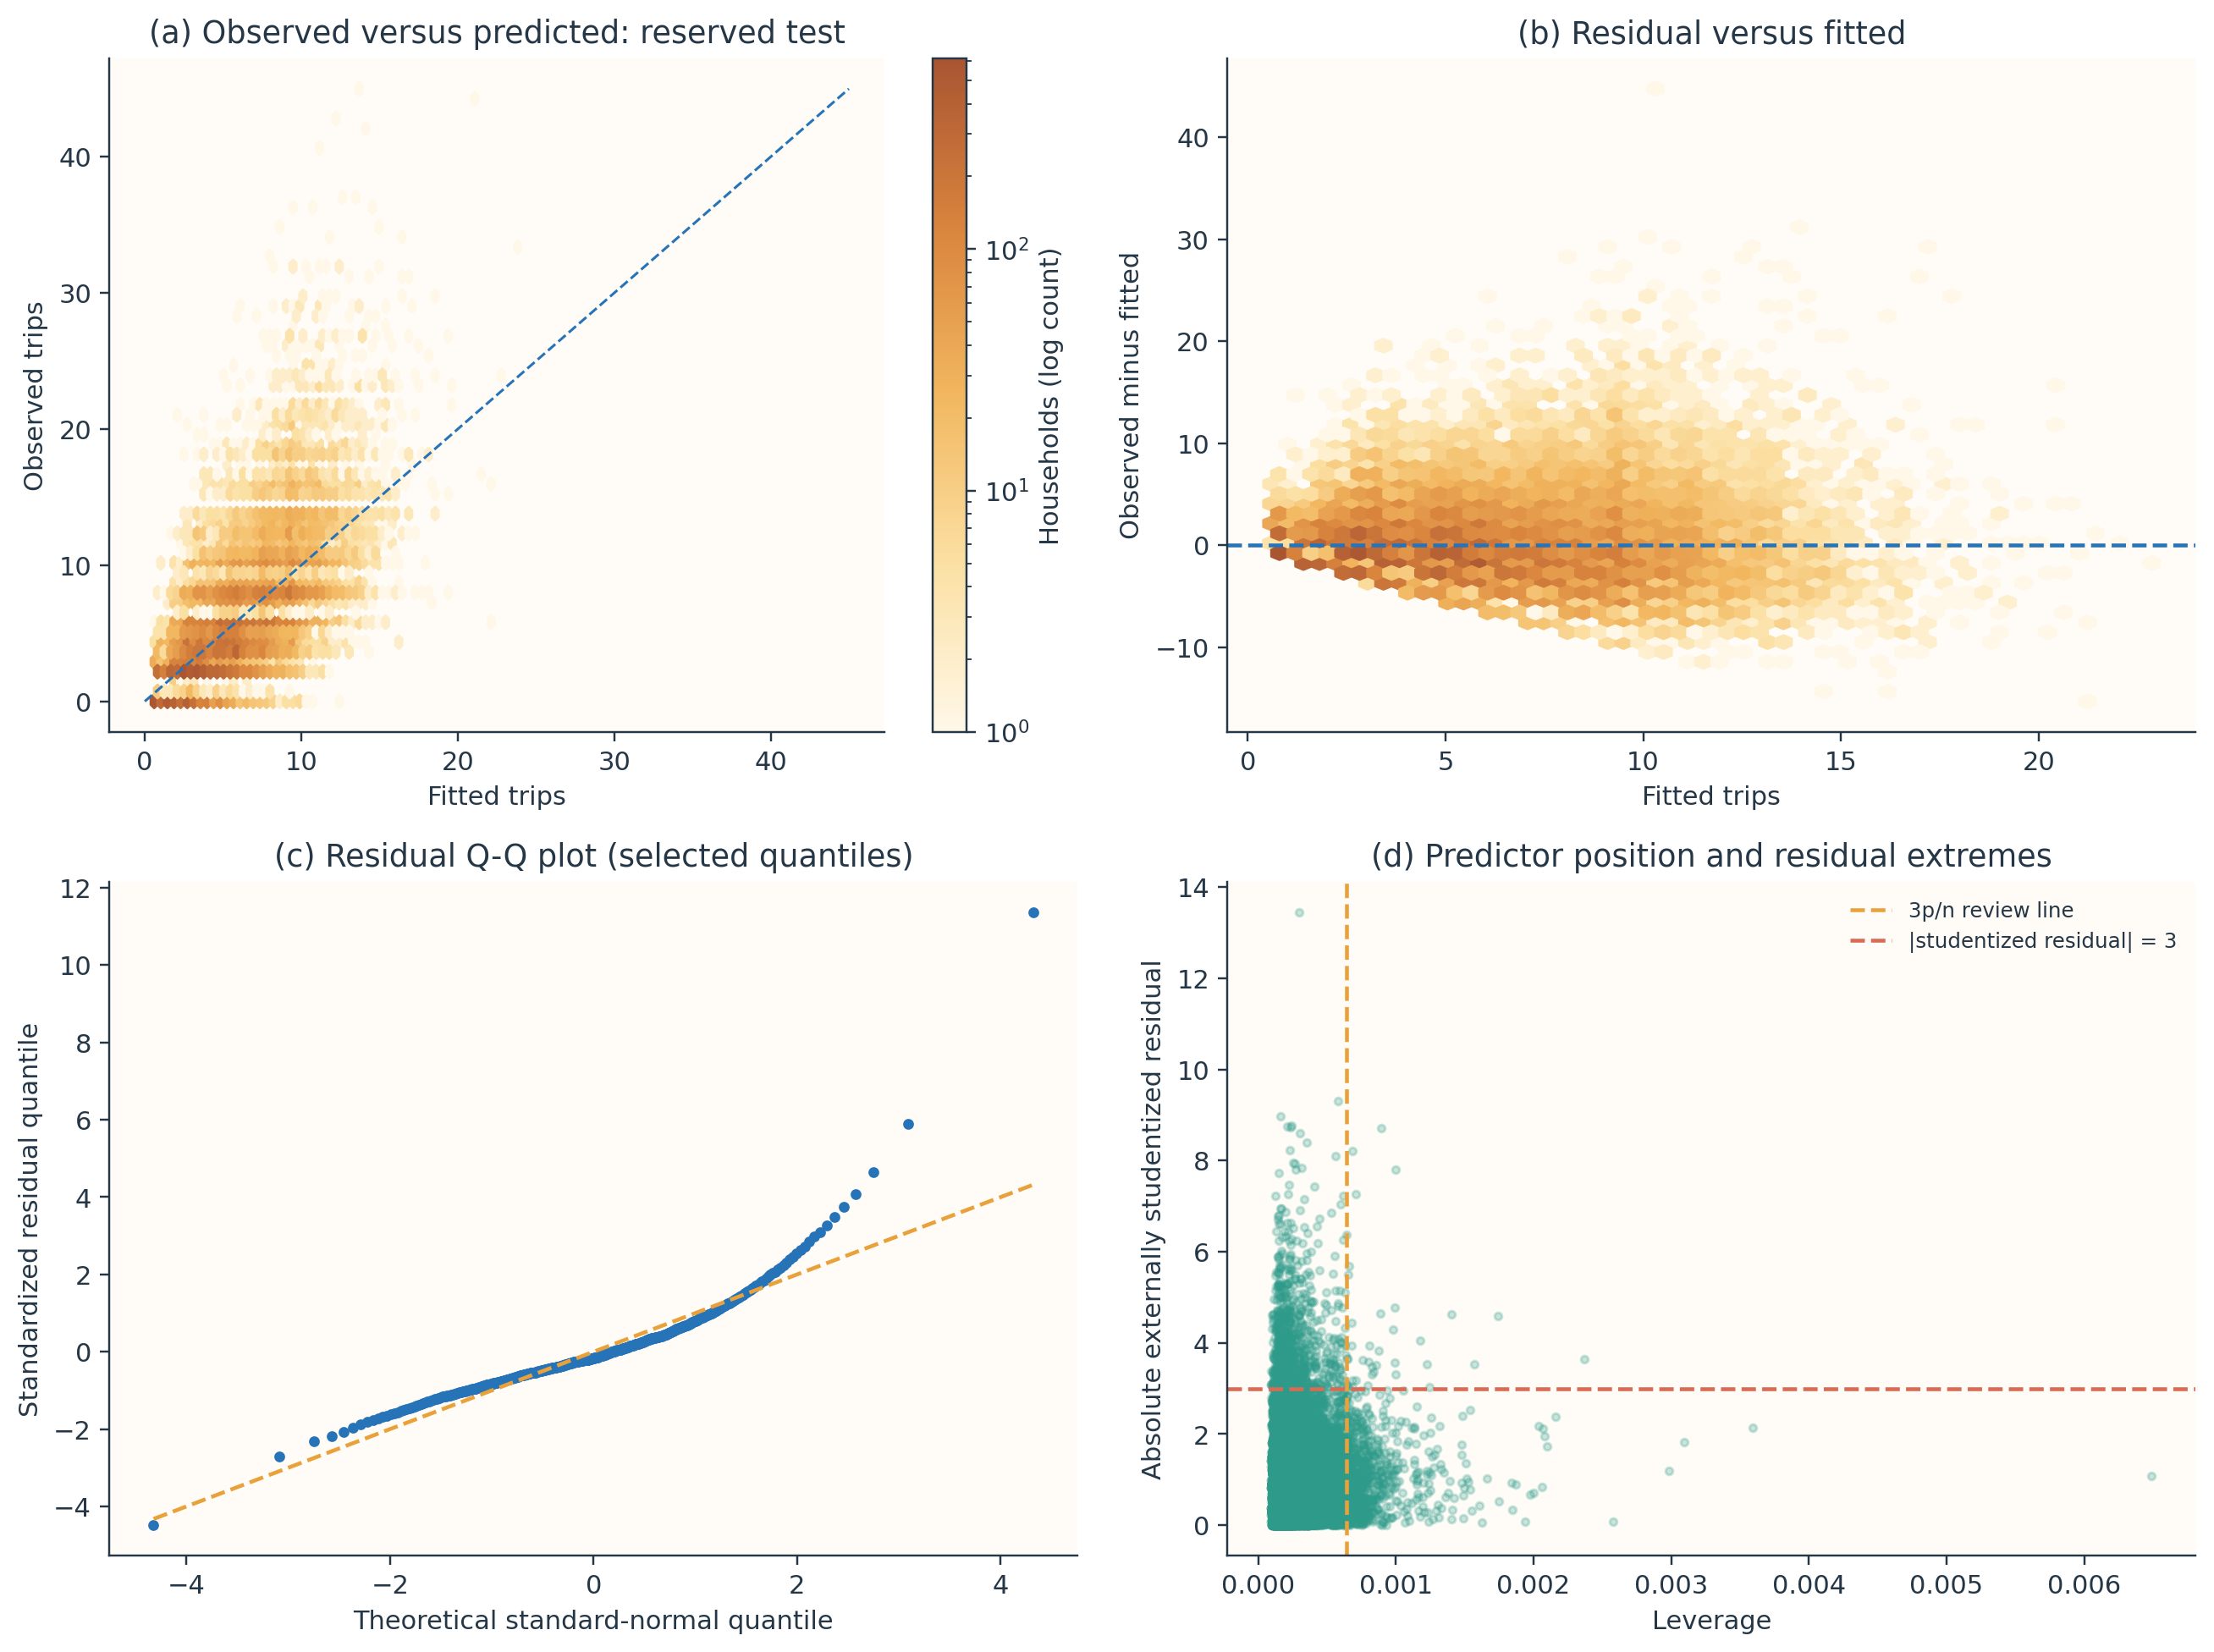 (a) Observed versus predicted: reserved test
Observed trips
40
30
20
10
0
0 10 20 30 40
Fitted trips
10²
10¹
10⁰
Households (log count)
(b) Residual versus fitted
Observed minus fitted
40
30
20
10
0
−10
0 5 10 15 20
Fitted trips
(c) Residual Q-Q plot (selected quantiles)
Standardized residual quantile
12
10
8
6
4
2
0
−2
−4
−4 −2 0 2 4
Theoretical standard-normal quantile
(d) Predictor position and residual extremes
Absolute externally studentized residual
14
12
10
8
6
4
2
0
3p/n review line
|studentized residual| = 3
0.000 0.001 0.002 0.003 0.004 0.005 0.006
Leverage